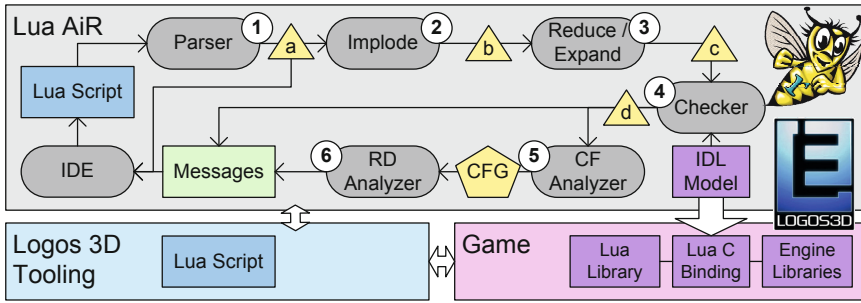 Lua AiR
Parser
1
a
Implode
2
b
Reduce /
Expand
3
c
Lua Script
4
Checker
d
IDE
Messages
6
RD
Analyzer
CFG
5
CF
Analyzer
IDL
Model
LOGOS3D
Logos 3D
Tooling
Lua Script
Game
Lua
Library
Lua C
Binding
Engine
Libraries